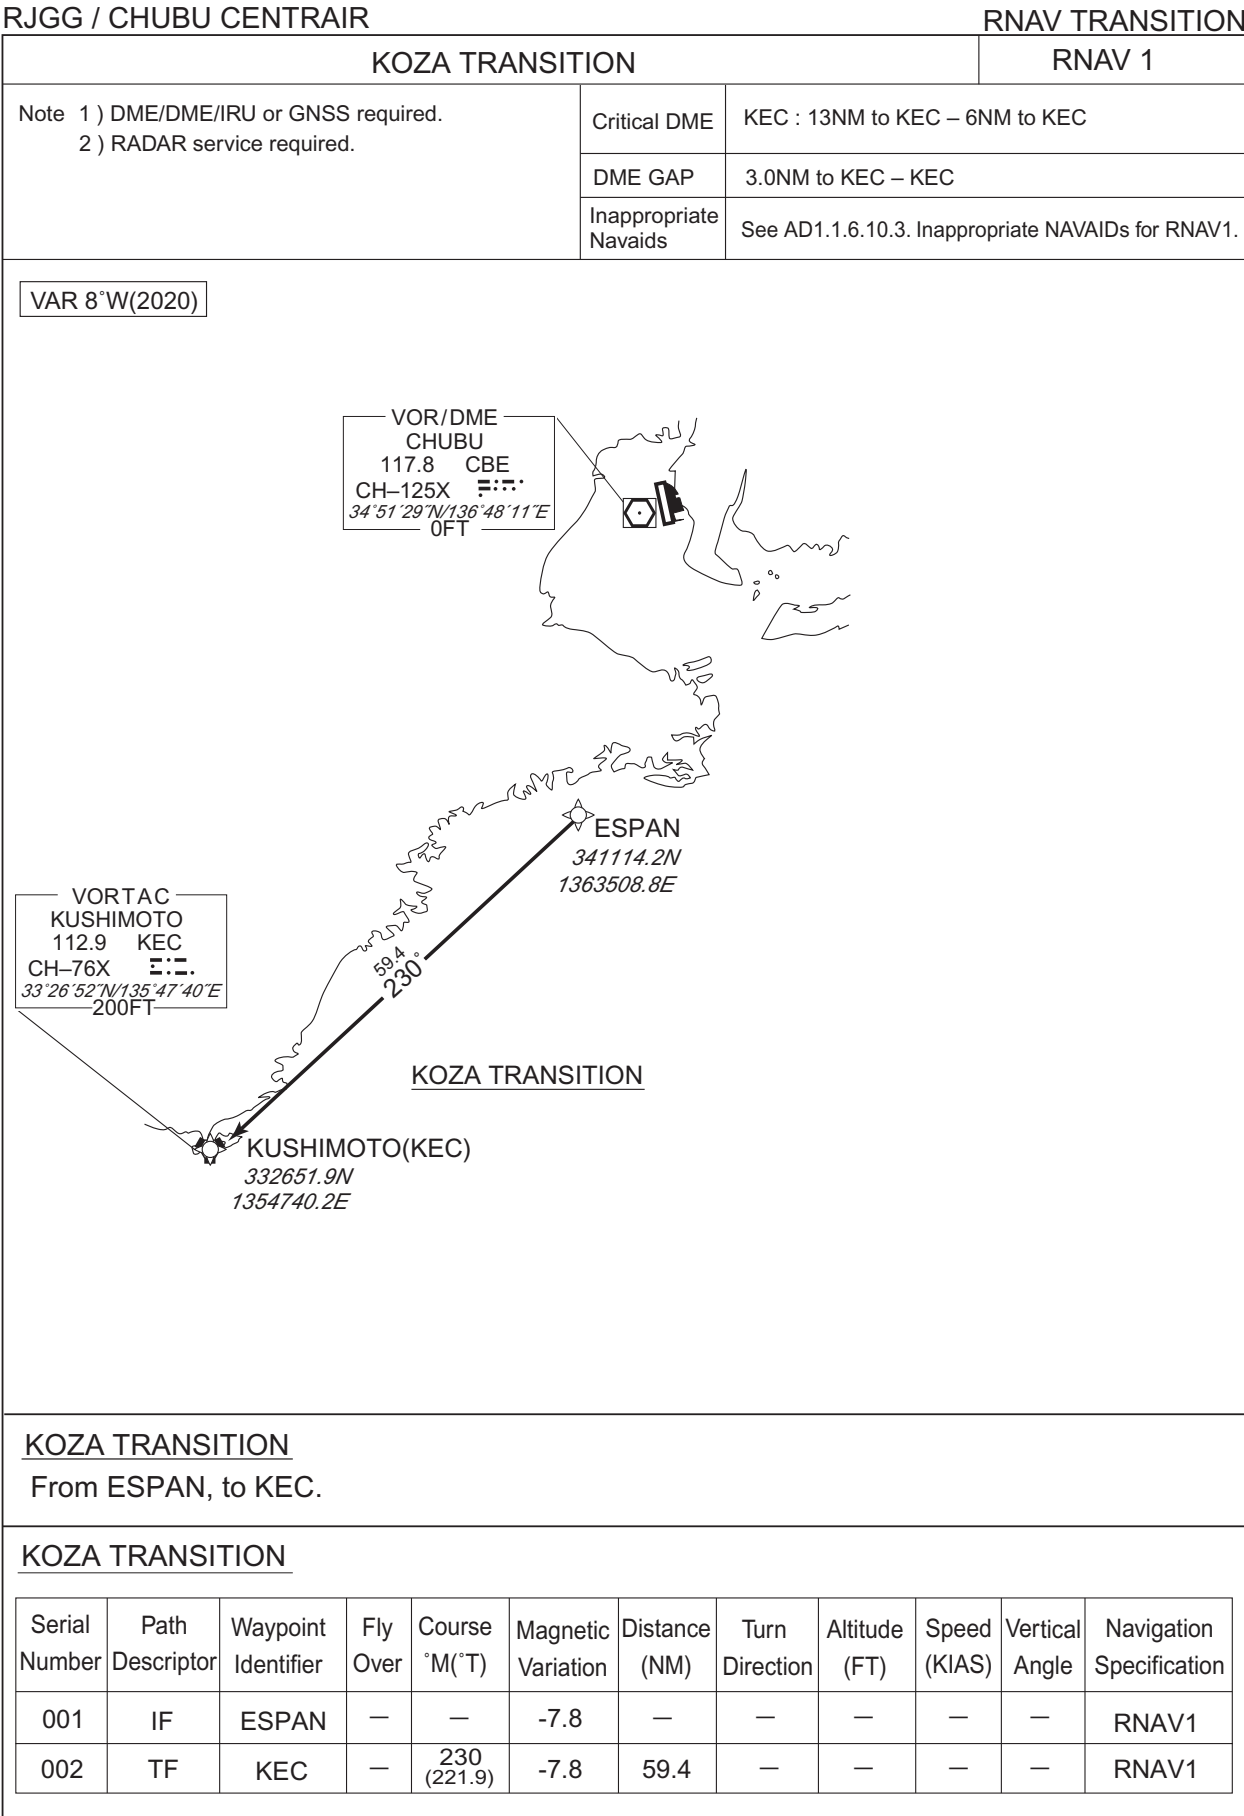 RJGG / CHUBU CENTRAIR
RNAV TRANSITION
KOZA TRANSITION
RNAV 1
Note 1 ) DME/DME/IRU or GNSS required.
2 ) RADAR service required.
Critical DME
KEC : 13NM to KEC – 6NM to KEC
DME GAP
3.0NM to KEC – KEC
Inappropriate
Navaids
See AD1.1.6.10.3. Inappropriate NAVAIDs for RNAV1.
VAR 8°W(2020)
VOR/DME
CHUBU
117.8 CBE
CH–125X
34°51´29˝N/136°48´11˝E
0FT
ESPAN
341114.2N
1363508.8E
VORTAC
KUSHIMOTO
112.9 KEC
CH–76X
33°26´52˝N/135°47´40˝E
200FT
59.4
230°
KOZA TRANSITION
KUSHIMOTO(KEC)
332651.9N
1354740.2E
KOZA TRANSITION
From ESPAN, to KEC.
KOZA TRANSITION
Serial Number Path Descriptor Waypoint Identifier Fly Over Course °M(°T) Magnetic Variation Distance (NM) Turn Direction Altitude (FT) Speed (KIAS) Vertical Angle Navigation Specification
001 IF ESPAN — — -7.8 — — — — — RNAV1
002 TF KEC — 230 (221.9) -7.8 59.4 — — — — RNAV1